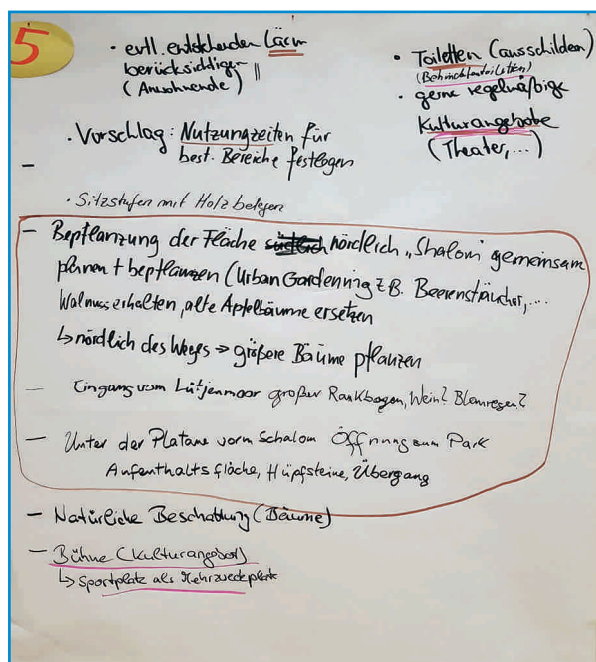 5
• evtl. entstehenden Lärm
berücksichtigen
(Anwohnende)
• Toiletten (ausschildern)
(Behindertentoiletten)
• gerne regelmäßige
Kulturangebote
(Theater,...)
• Vorschlag: Nutzungszeiten für
best. Bereiche festlegen
–
• Sitzstufen mit Holz belegen
– Bepflanzung der Fläche südlich nördlich „Shalom" gemeinsam
planen + bepflanzen (Urban Gardening z.B. Beerensträucher,...
Walnuss erhalten, alte Apfelbäume ersetzen
↳ nördlich des Weges → größere Bäume pflanzen
– Eingang vom Lütjenmoor großer Rankbogen, Wein? Blauregen?
– Unter der Platane vorm Schalom Öffnung zum Park
Aufenthaltsfläche, Hüpfsteine, Übergang
– Natürliche Beschattung (Bäume)
– Bühne (Kulturangebot)
↳ Sportplatz als Mehrzweckplatz